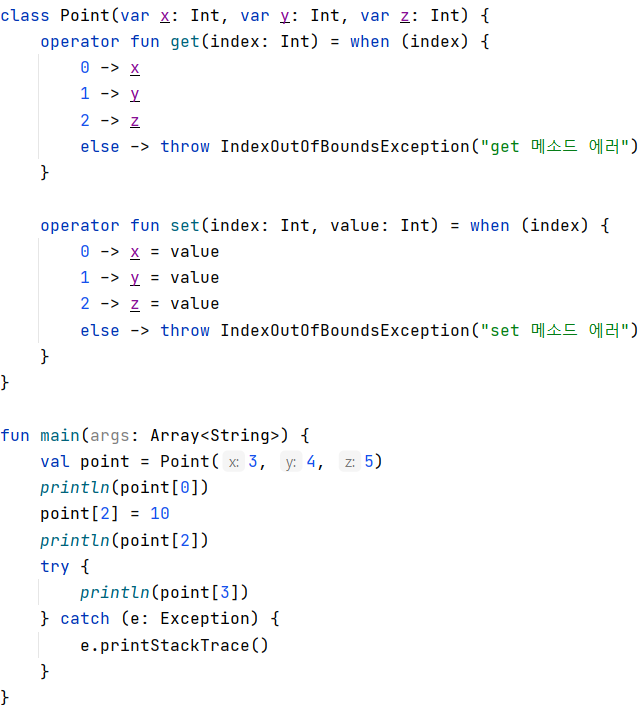 class Point(var x: Int, var y: Int, var z: Int) {
    operator fun get(index: Int) = when (index) {
        0 -> x
        1 -> y
        2 -> z
        else -> throw IndexOutOfBoundsException("get 메소드 에러")
    }

    operator fun set(index: Int, value: Int) = when (index) {
        0 -> x = value
        1 -> y = value
        2 -> z = value
        else -> throw IndexOutOfBoundsException("set 메소드 에러")
    }
}

fun main(args: Array<String>) {
    val point = Point( x: 3, y: 4, z: 5)
    println(point[0])
    point[2] = 10
    println(point[2])
    try {
        println(point[3])
    } catch (e: Exception) {
        e.printStackTrace()
    }
}